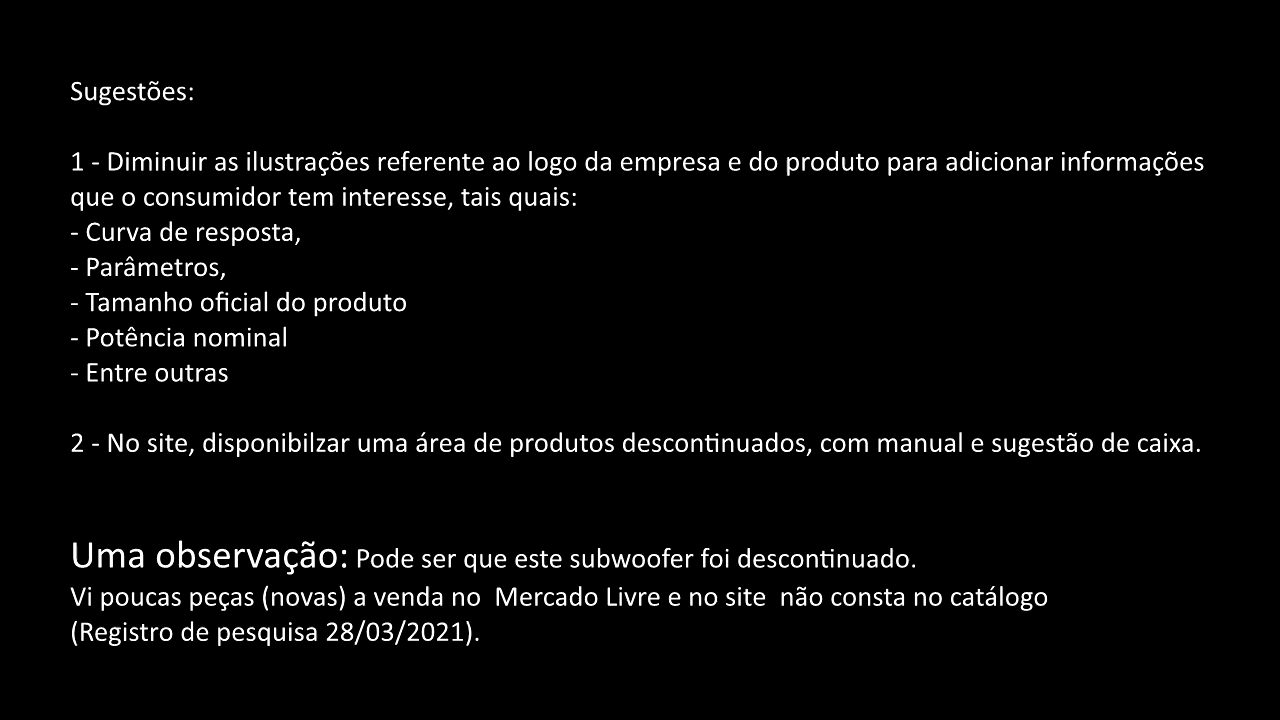 Sugestões:
1 - Diminuir as ilustrações referente ao logo da empresa e do produto para adicionar informações
que o consumidor tem interesse, tais quais:
- Curva de resposta,
- Parâmetros,
- Tamanho oficial do produto
- Potência nominal
- Entre outras
2 - No site, disponibilzar uma área de produtos descontinuados, com manual e sugestão de caixa.
Uma observação: Pode ser que este subwoofer foi descontinuado.
Vi poucas peças (novas) a venda no  Mercado Livre e no site  não consta no catálogo
(Registro de pesquisa 28/03/2021).